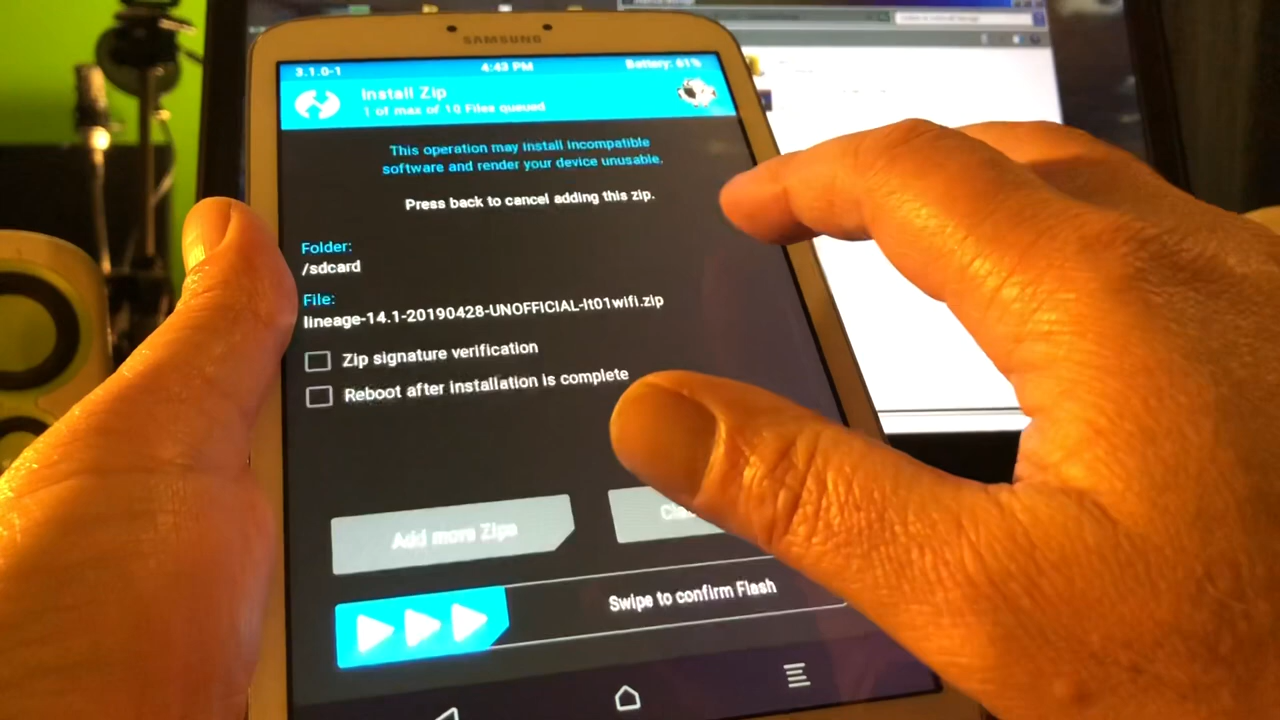 SAMSUNG
3.1.0-1 4:43 PM Battery: 61%
Install Zip
1 of max of 10 Files queued
This operation may install incompatible
software and render your device unusable.
Press back to cancel adding this zip.
Folder:
/sdcard
File:
lineage-14.1-20190428-UNOFFICIAL-lt01wifi.zip
Zip signature verification
Reboot after installation is complete
Add more Zips
Swipe to confirm Flash